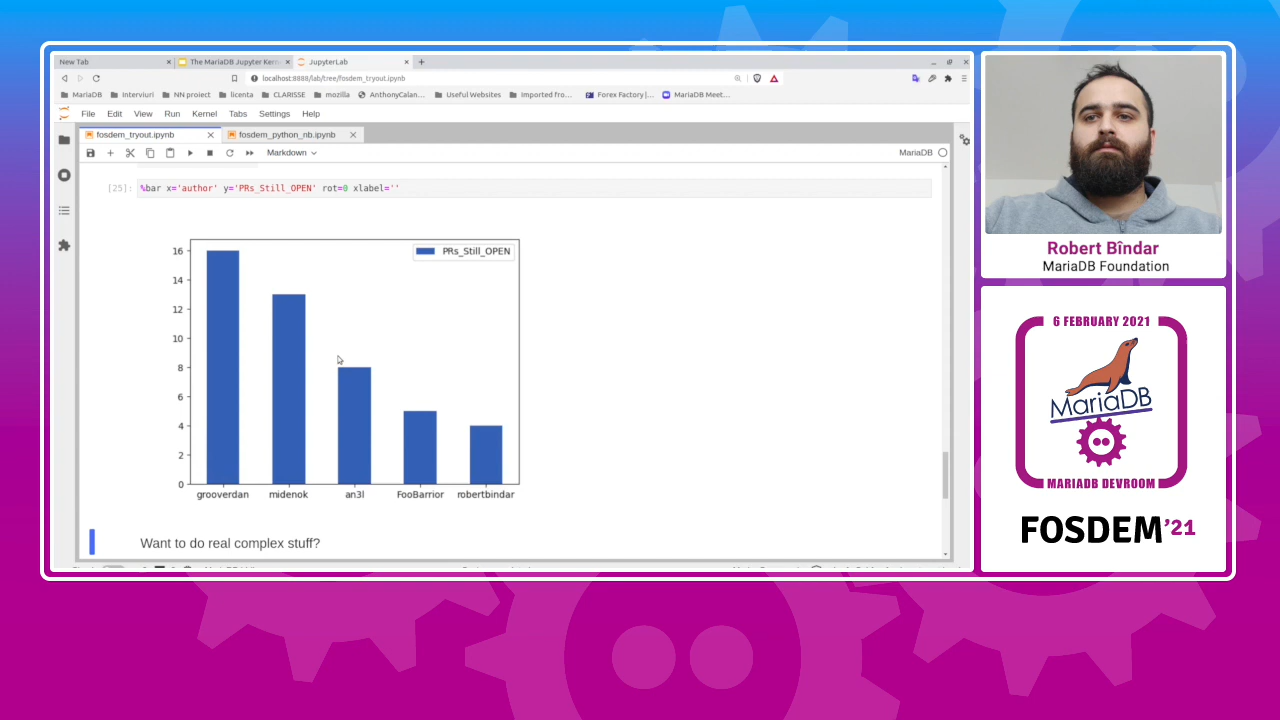 New Tab
The MariaDB Jupyter Kern
JupyterLab
localhost:8888/lab/tree/fosdem_tryout.ipynb
MariaDB
Interviuri
NN project
licenta
CLARISSE
mozilla
AnthonyCalan...
Useful Websites
Imported fro...
Forex Factory |...
MariaDB Meet...
File Edit View Run Kernel Tabs Settings Help
fosdem_tryout.ipynb
fosdem_python_nb.ipynb
Markdown
MariaDB
[25]: %bar x='author' y='PRs_Still_OPEN' rot=0 xlabel=''
PRs_Still_OPEN
16
14
12
10
8
6
4
2
0
grooverdan midenok an3l FooBarrior robertbindar
Want to do real complex stuff?
Robert Bîndar
MariaDB Foundation
6 FEBRUARY 2021
MariaDB
MARIADB DEVROOM
FOSDEM'21